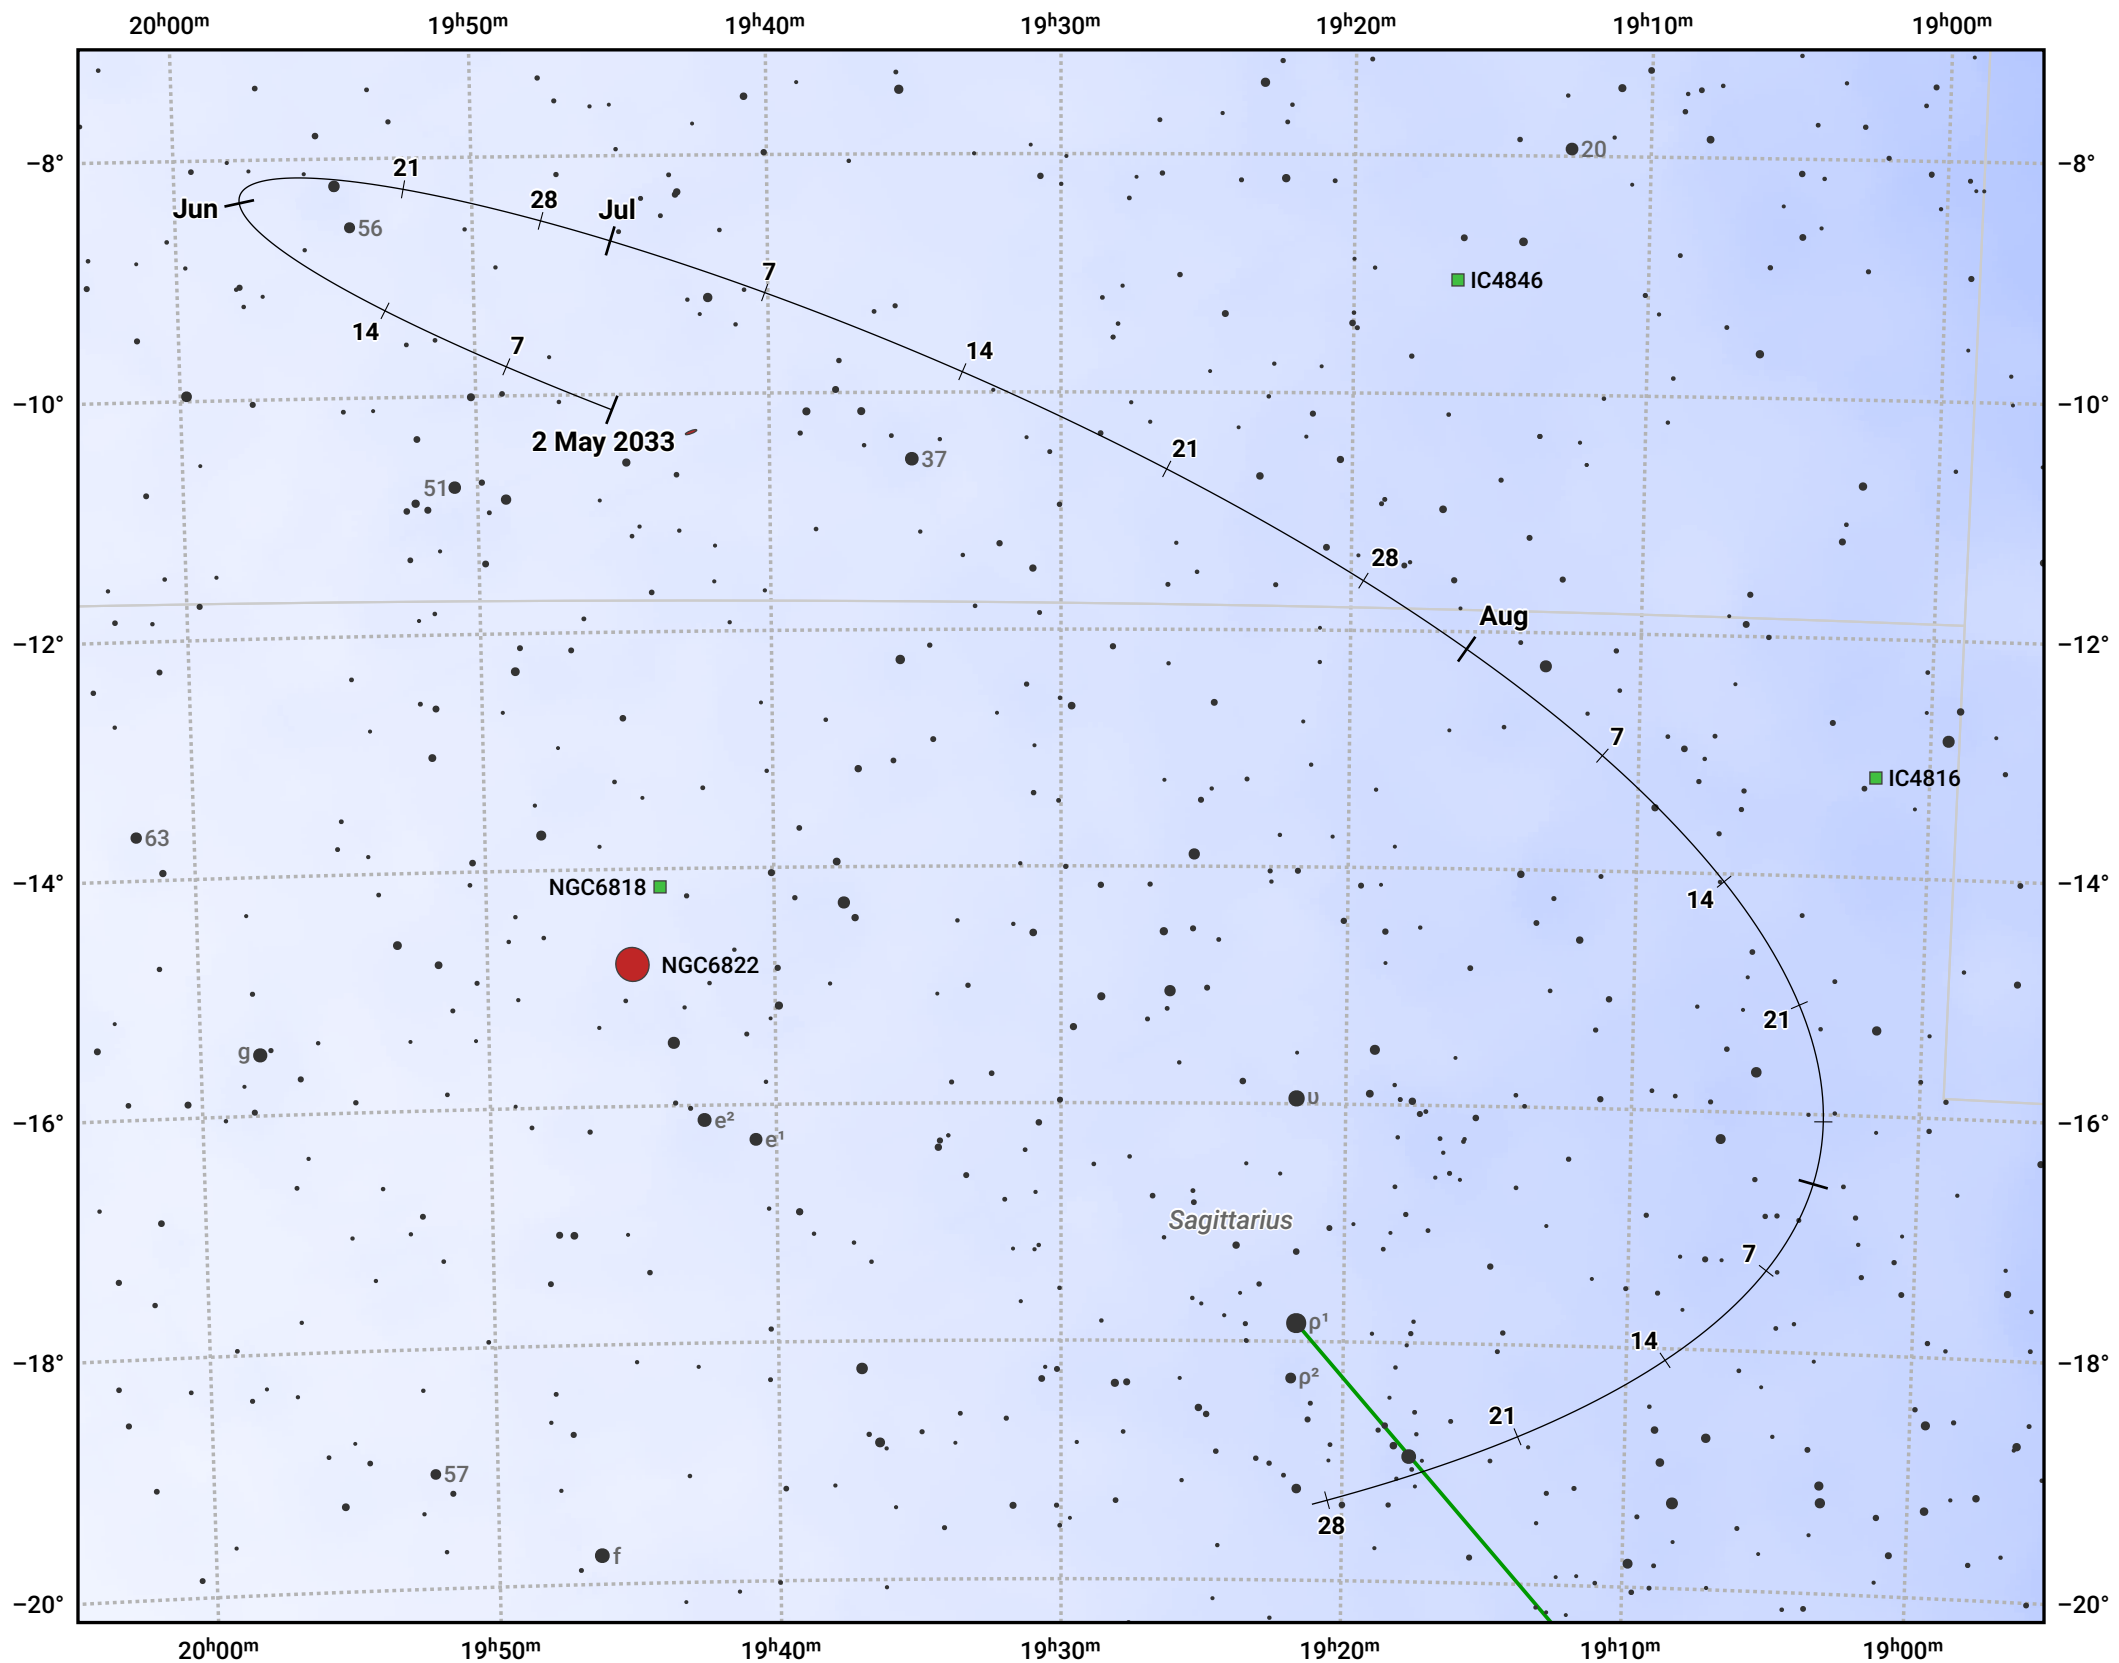 20ʰ00ᵐ 19ʰ50ᵐ 19ʰ40ᵐ 19ʰ30ᵐ 19ʰ20ᵐ 19ʰ10ᵐ 19ʰ00ᵐ
−8° 21 20 −8°
28 Jul
Jun 56
7 IC4846
14 7 14
−10° −10°
2 May 2033 21
37
51
28
Aug
−12° −12°
7
IC4816
63
−14° NGC6818 −14°
14
NGC6822
21
g
υ
−16° e² −16°
e¹
Sagittarius
7
ρ¹
14
−18° −18°
ρ²
21
57
28
f
−20° −20°
20ʰ00ᵐ 19ʰ50ᵐ 19ʰ40ᵐ 19ʰ30ᵐ 19ʰ20ᵐ 19ʰ10ᵐ 19ʰ00ᵐ